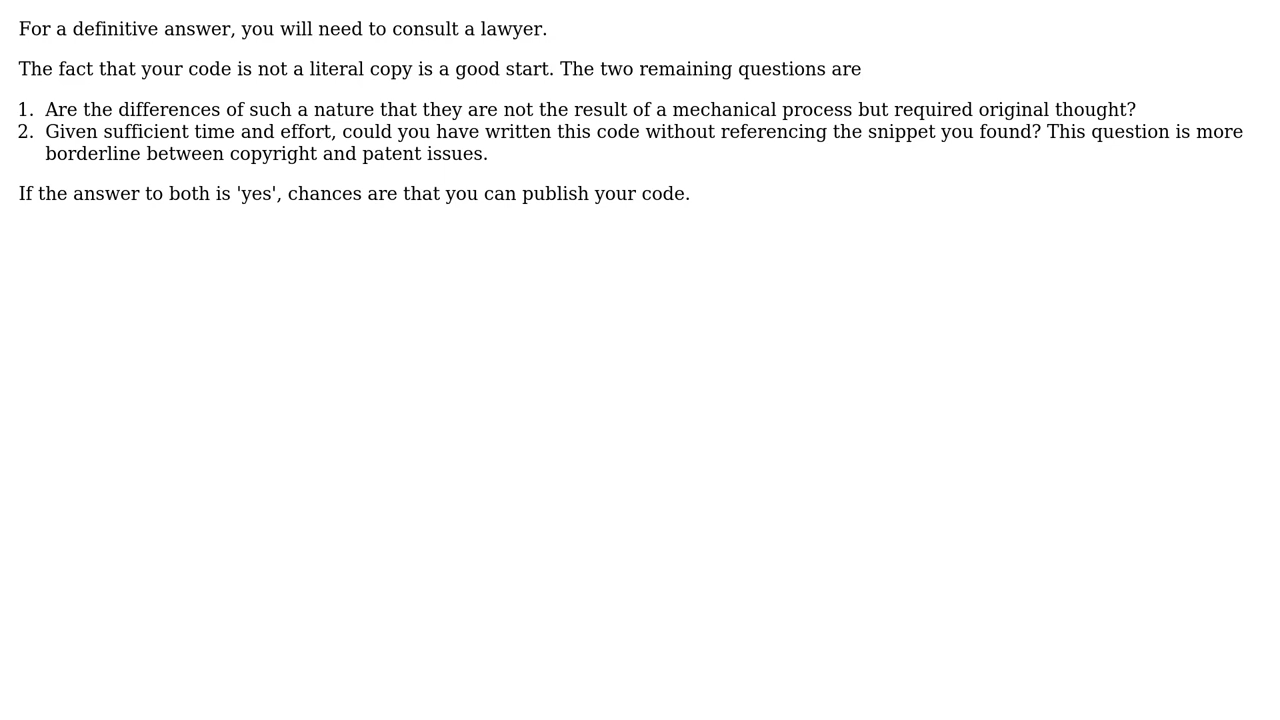 For a definitive answer, you will need to consult a lawyer.
The fact that your code is not a literal copy is a good start. The two remaining questions are
1. Are the differences of such a nature that they are not the result of a mechanical process but required original thought?
2. Given sufficient time and effort, could you have written this code without referencing the snippet you found? This question is more
borderline between copyright and patent issues.
If the answer to both is 'yes', chances are that you can publish your code.